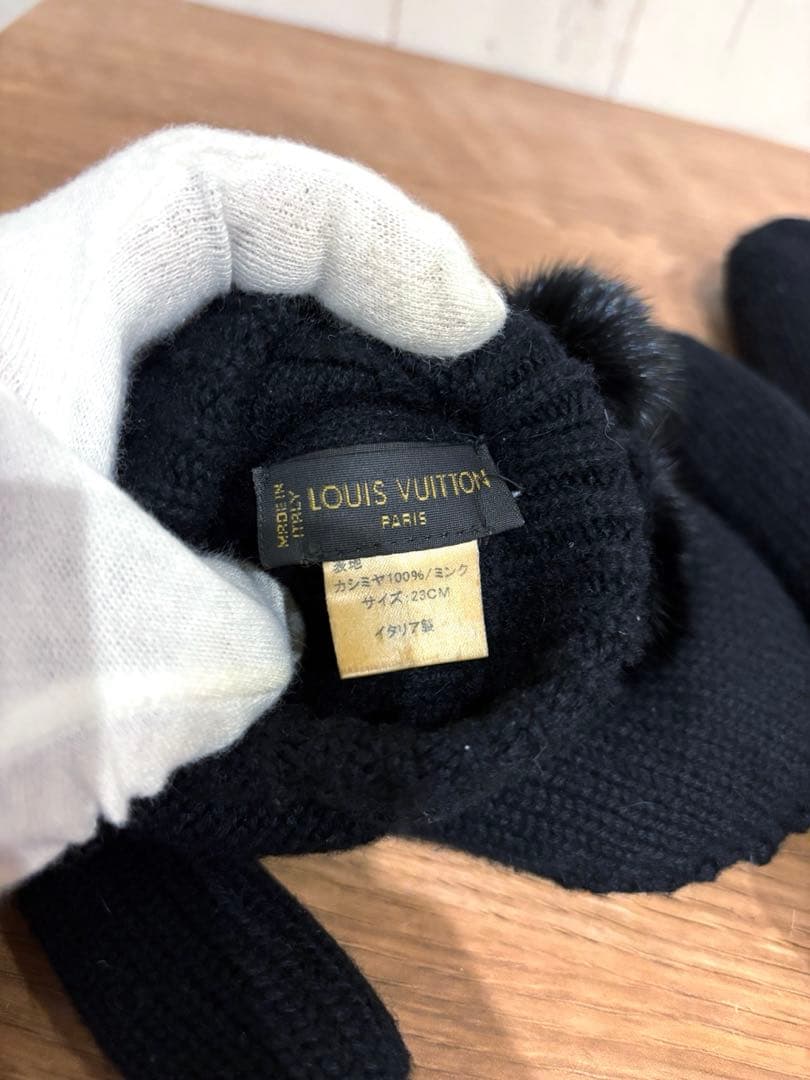 MADE IN
ITALY
LOUIS VUITTON
PARIS
表地
カシミヤ100%/ミンク
サイズ:23CM
イタリア製